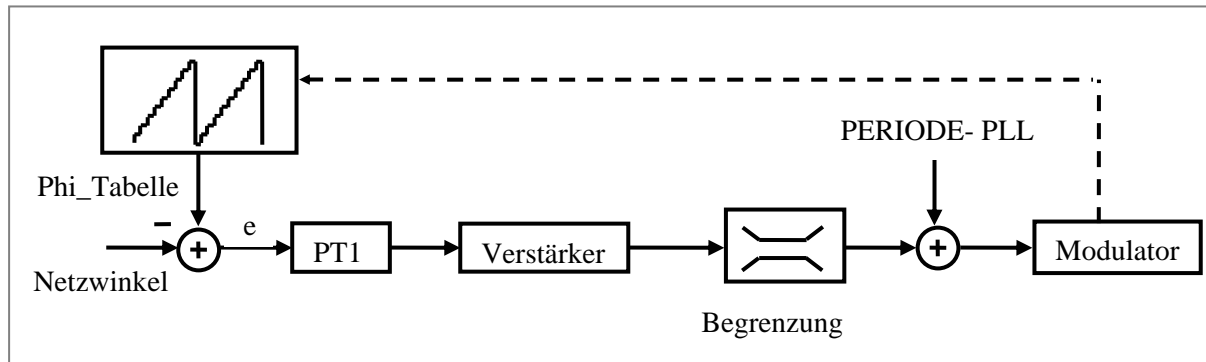 PERIODE- PLL
Phi_Tabelle
−
e
+
PT1
Verstärker
+
Modulator
Netzwinkel
Begrenzung